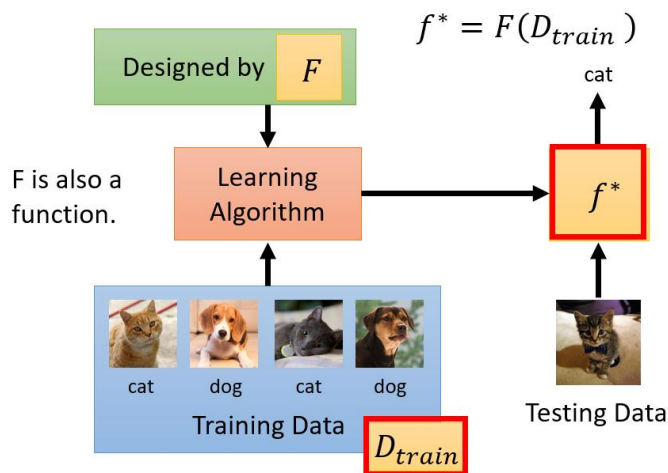 f* = F(D_train)
Designed by F
cat
F is also a
function.
Learning
Algorithm
f*
cat
dog
cat
dog
Training Data
D_train
Testing Data